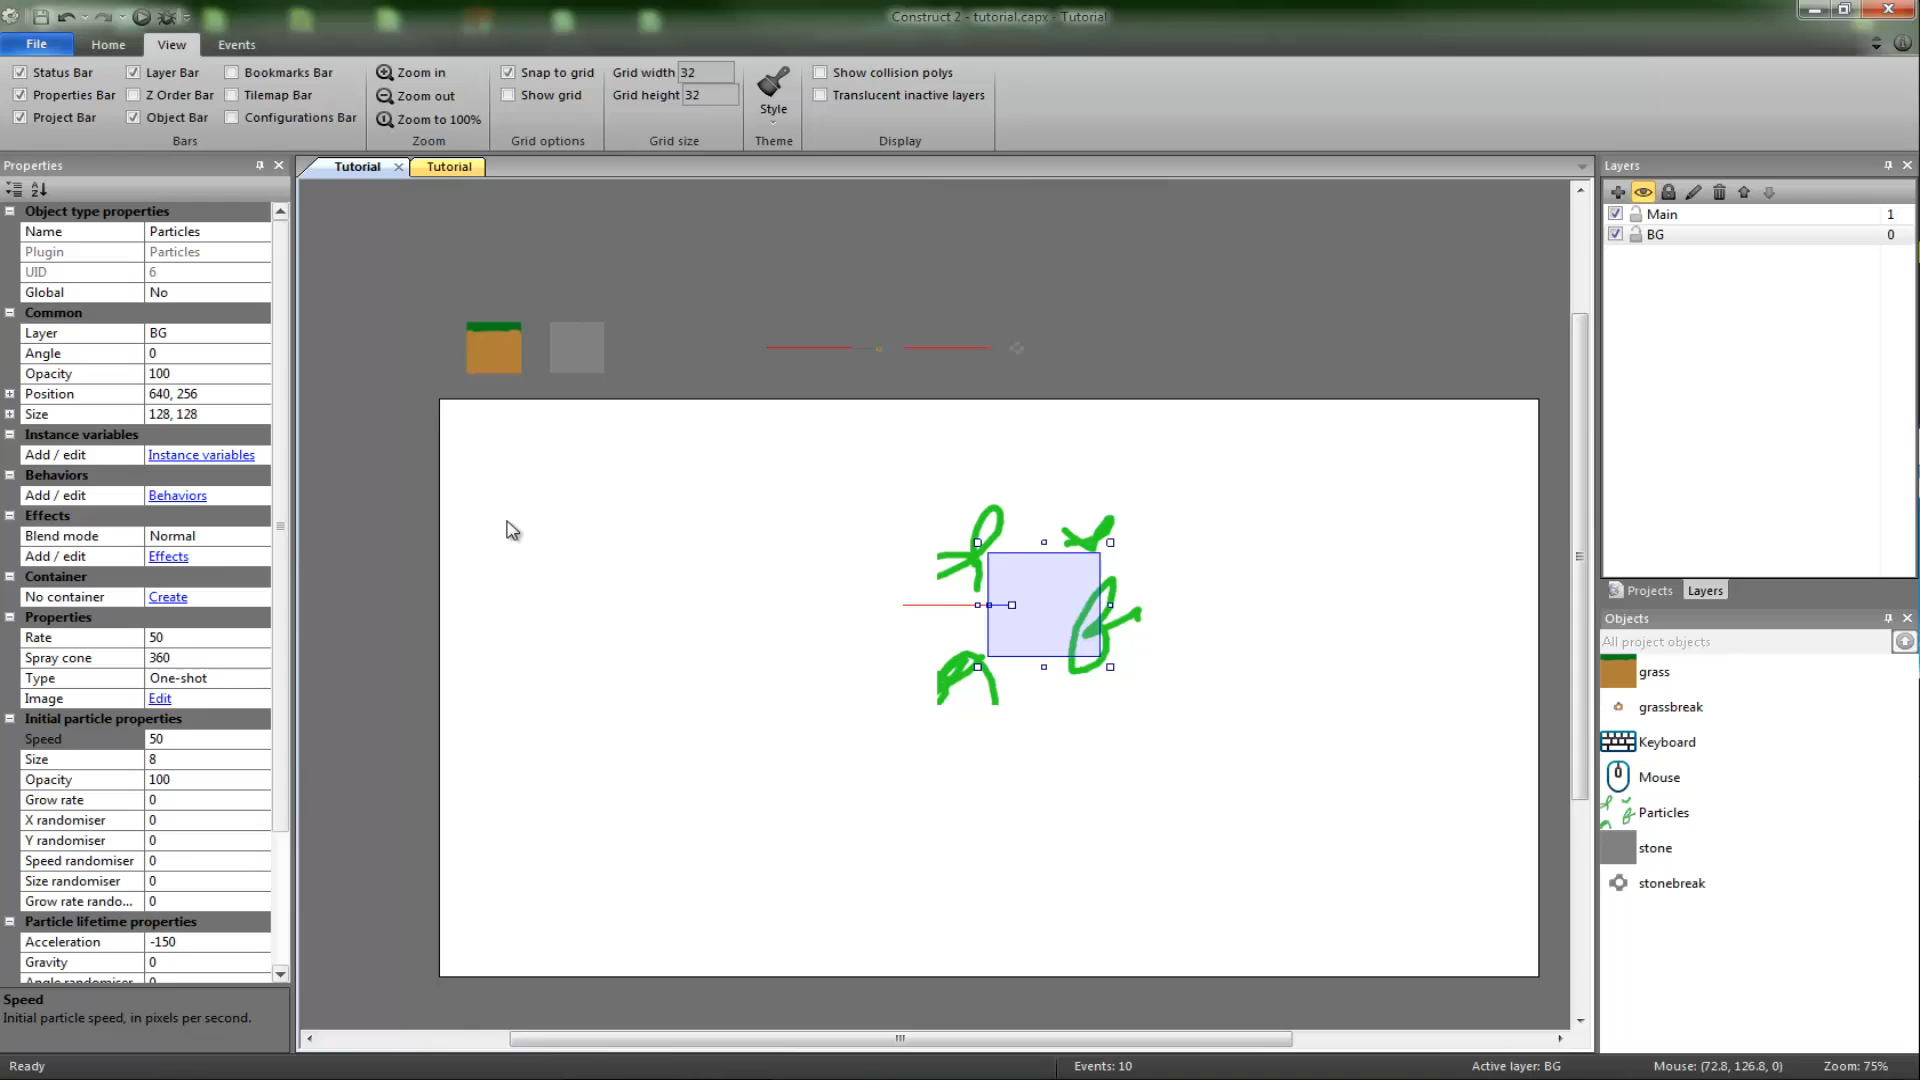 Construct 2 - tutorial.capx - Tutorial
File Home View Events
Status Bar Layer Bar Bookmarks Bar Zoom in Snap to grid Grid width 32 Show collision polys
Properties Bar Z Order Bar Tilemap Bar Zoom out Show grid Grid height 32 Style Translucent inactive layers
Project Bar Object Bar Configurations Bar Zoom to 100%
Bars Zoom Grid options Grid size Theme Display
Properties
Tutorial Tutorial
Object type properties
Name Particles
Plugin Particles
UID 6
Global No
Common
Layer BG
Angle 0
Opacity 100
Position 640, 256
Size 128, 128
Instance variables
Add / edit Instance variables
Behaviors
Add / edit Behaviors
Effects
Blend mode Normal
Add / edit Effects
Container
No container Create
Properties
Rate 50
Spray cone 360
Type One-shot
Image Edit
Initial particle properties
Speed 50
Size 8
Opacity 100
Grow rate 0
X randomiser 0
Y randomiser 0
Speed randomiser 0
Size randomiser 0
Grow rate rando... 0
Particle lifetime properties
Acceleration -150
Gravity 0
Angle randomiser 0
Speed
Initial particle speed, in pixels per second.
Layers
Main 1
BG 0
Projects Layers
Objects
All project objects
grass
grassbreak
Keyboard
Mouse
Particles
stone
stonebreak
Ready Events: 10 Active layer: BG Mouse: (72.8, 126.8, 0) Zoom: 75%